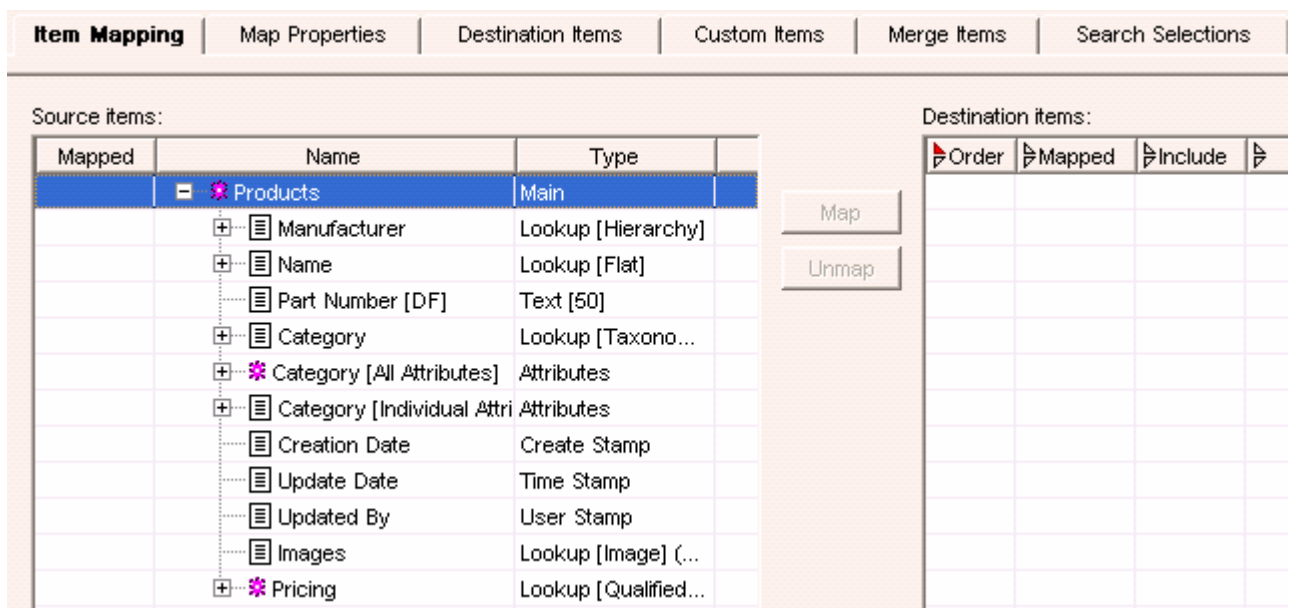 Item Mapping Map Properties Destination Items Custom Items Merge Items Search Selections
Source items: Destination items:
Mapped Name Type Order Mapped Include
Products Main
Manufacturer Lookup [Hierarchy]
Map
Name Lookup [Flat]
Unmap
Part Number [DF] Text [50]
Category Lookup [Taxono...
Category [All Attributes] Attributes
Category [Individual Attri Attributes
Creation Date Create Stamp
Update Date Time Stamp
Updated By User Stamp
Images Lookup [Image] (...
Pricing Lookup [Qualified...